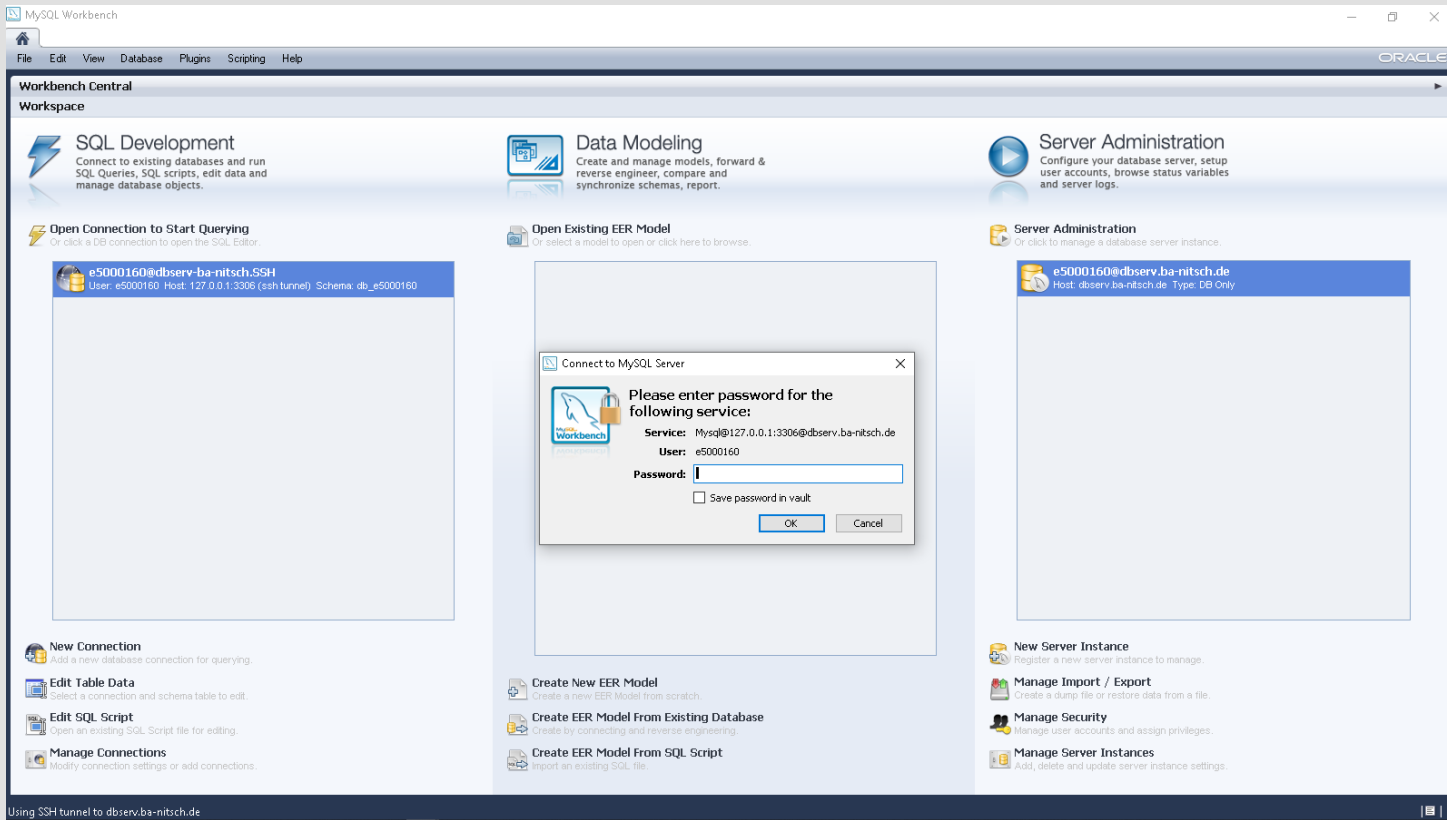 MySQL Workbench
File Edit View Database Plugins Scripting Help
ORACLE
Workbench Central
Workspace
SQL Development
Connect to existing databases and run
SQL Queries, SQL scripts, edit data and
manage database objects.
Open Connection to Start Querying
Or click a DB connection to open the SQL Editor.
e5000160@dbserv-ba-nitsch.SSH
User: e5000160 Host: 127.0.0.1:3306 (ssh tunnel) Schema: db_e5000160
New Connection
Add a new database connection for querying.
Edit Table Data
Select a connection and schema table to edit.
Edit SQL Script
Open an existing SQL Script file for editing.
Manage Connections
Modify connection settings or add connections.
Data Modeling
Create and manage models, forward &
reverse engineer, compare and
synchronize schemas, report.
Open Existing EER Model
Or select a model to open or click here to browse.
Create New EER Model
Create a new EER Model from scratch.
Create EER Model From Existing Database
Create by connecting and reverse engineering.
Create EER Model From SQL Script
Import an existing SQL file.
Server Administration
Configure your database server, setup
user accounts, browse status variables
and server logs.
Server Administration
Or click to manage a database server instance.
e5000160@dbserv.ba-nitsch.de
Host: dbserv.ba-nitsch.de Type: DB Only
New Server Instance
Register a new server instance to manage.
Manage Import / Export
Create a dump file or restore data from a file.
Manage Security
Manage user accounts and assign privileges.
Manage Server Instances
Add, delete and update server instance settings.
Connect to MySQL Server
MySQL
Workbench
Please enter password for the
following service:
Service: Mysql@127.0.0.1:3306@dbserv.ba-nitsch.de
User: e5000160
Password:
Save password in vault
OK Cancel
Using SSH tunnel to dbserv.ba-nitsch.de